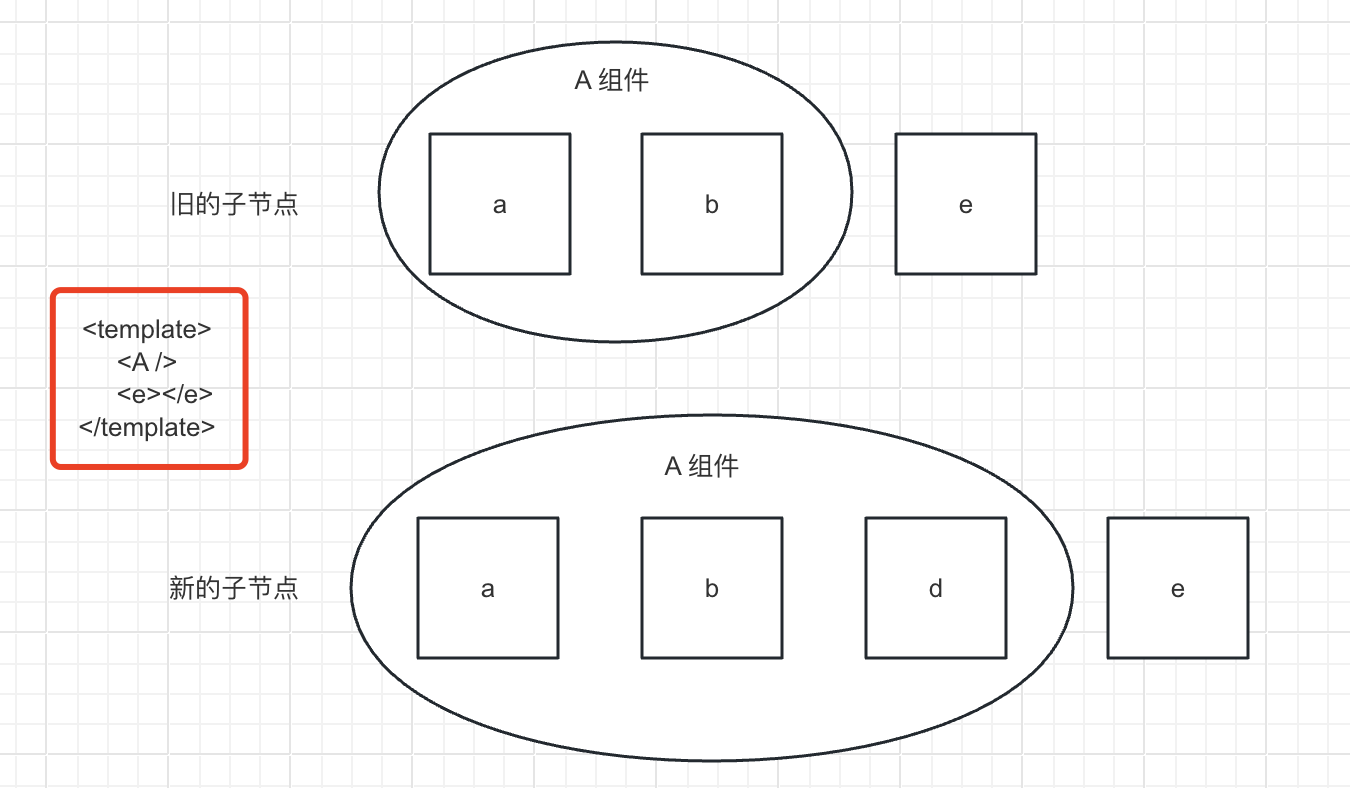 A 组件
旧的子节点
a
b
e
<template>
<A />
<e></e>
</template>
A 组件
新的子节点
a
b
d
e